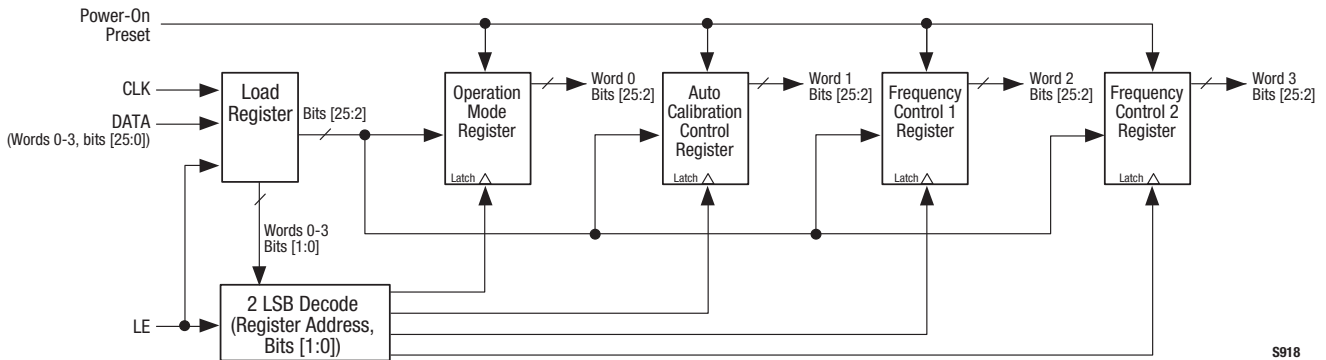 Power-On
Preset
CLK
DATA
(Words 0-3, bits [25:0])
Load
Register
Bits [25:2]
Operation
Mode
Register
Latch
Word 0
Bits [25:2]
Auto
Calibration
Control
Register
Latch
Word 1
Bits [25:2]
Frequency
Control 1
Register
Latch
Word 2
Bits [25:2]
Frequency
Control 2
Register
Latch
Word 3
Bits [25:2]
Words 0-3
Bits [1:0]
LE
2 LSB Decode
(Register Address,
Bits [1:0])
S918